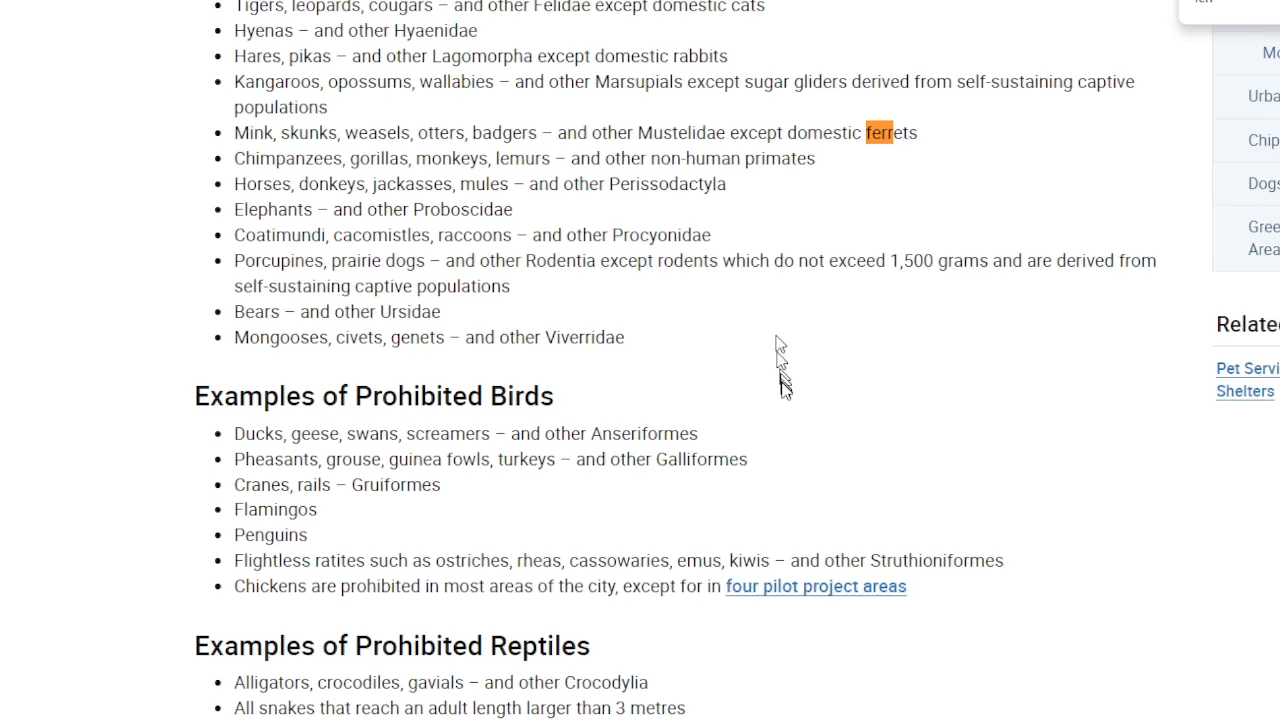 Tigers, leopards, cougars – and other Felidae except domestic cats
Hyenas – and other Hyaenidae
Hares, pikas – and other Lagomorpha except domestic rabbits
Kangaroos, opossums, wallabies – and other Marsupials except sugar gliders derived from self-sustaining captive
populations
Mink, skunks, weasels, otters, badgers – and other Mustelidae except domestic ferrets
Chimpanzees, gorillas, monkeys, lemurs – and other non-human primates
Horses, donkeys, jackasses, mules – and other Perissodactyla
Elephants – and other Proboscidae
Coatimundi, cacomistles, raccoons – and other Procyonidae
Porcupines, prairie dogs – and other Rodentia except rodents which do not exceed 1,500 grams and are derived from
self-sustaining captive populations
Bears – and other Ursidae
Mongooses, civets, genets – and other Viverridae
Examples of Prohibited Birds
Ducks, geese, swans, screamers – and other Anseriformes
Pheasants, grouse, guinea fowls, turkeys – and other Galliformes
Cranes, rails – Gruiformes
Flamingos
Penguins
Flightless ratites such as ostriches, rheas, cassowaries, emus, kiwis – and other Struthioniformes
Chickens are prohibited in most areas of the city, except for in four pilot project areas
Examples of Prohibited Reptiles
Alligators, crocodiles, gavials – and other Crocodylia
All snakes that reach an adult length larger than 3 metres
Mo
Urba
Chip
Dogs
Gree
Area
Relate
Pet Servi
Shelters